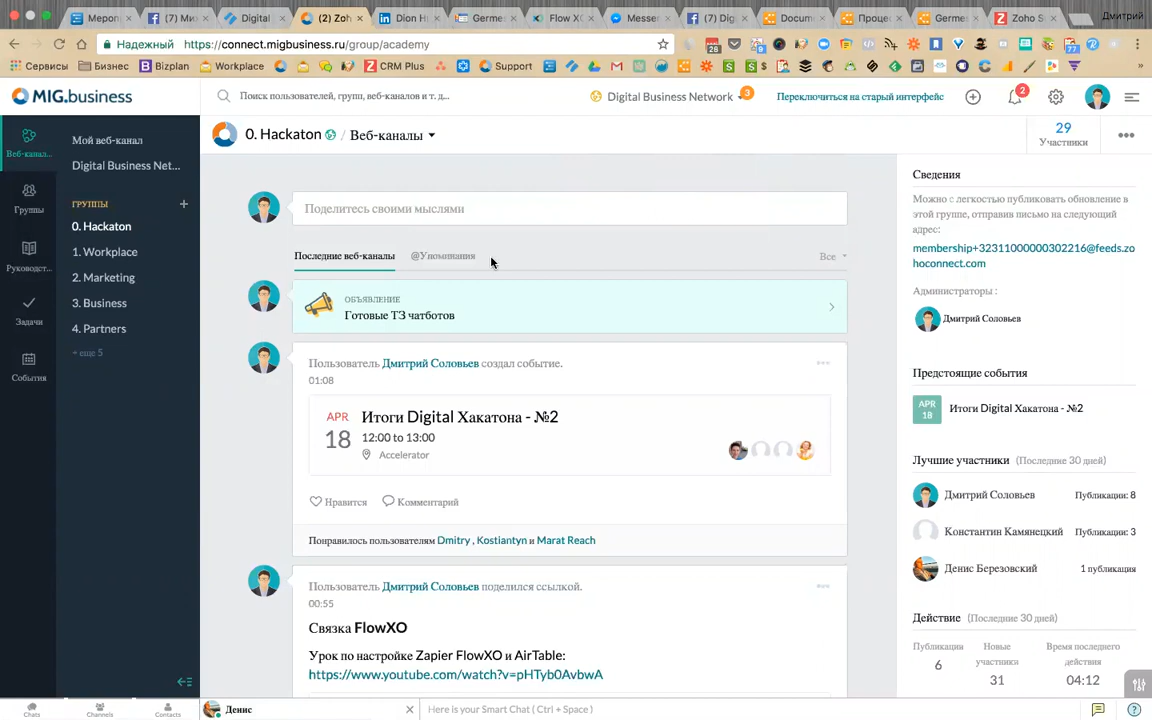 Меропр
(7) Ми
Digital
(2) Zoh
Dion H
Germe
Flow X
Messe
(7) Dig
Docum
Проце
Germe
Zoho S
Дмитрий
Надежный https://connect.migbusiness.ru/group/academy
Сервисы Бизнес Bizplan Workplace CRM Plus Support
MIG.business
Поиск пользователей, групп, веб-каналов и т. д...
Digital Business Network 3
Переключиться на старый интерфейс
2
Веб-канал...
Группы
Руководст...
Задачи
События
Мой веб-канал
Digital Business Net...
ГРУППЫ +
0. Hackaton
1. Workplace
2. Marketing
3. Business
4. Partners
+ еще 5
0. Hackaton / Веб-каналы
29
Участники
Поделитесь своими мыслями
Последние веб-каналы @Упоминания Все
ОБЪЯВЛЕНИЕ
Готовые ТЗ чатботов
Пользователь Дмитрий Соловьев создал событие.
01:08
APR
18
Итоги Digital Хакатона - №2
12:00 to 13:00
Accelerator
Нравится Комментарий
Понравилось пользователям Dmitry , Kostiantyn и Marat Reach
Пользователь Дмитрий Соловьев поделился ссылкой.
00:55
Связка FlowXO
Урок по настройке Zapier FlowXO и AirTable:
https://www.youtube.com/watch?v=pHTyb0AvbwA
Сведения
Можно с легкостью публиковать обновление в
этой группе, отправив письмо на следующий
адрес:
membership+32311000000302216@feeds.zo
hoconnect.com
Администраторы :
Дмитрий Соловьев
Предстоящие события
APR
18
Итоги Digital Хакатона - №2
Лучшие участники (Последние 30 дней)
Дмитрий Соловьев Публикации: 8
Константин Камянецкий Публикации: 3
Денис Березовский 1 публикация
Действие (Последние 30 дней)
Публикации
6
Новые
участники
31
Время последнего
действия
04:12
Chats
Channels
Contacts
Денис
Here is your Smart Chat ( Ctrl + Space )